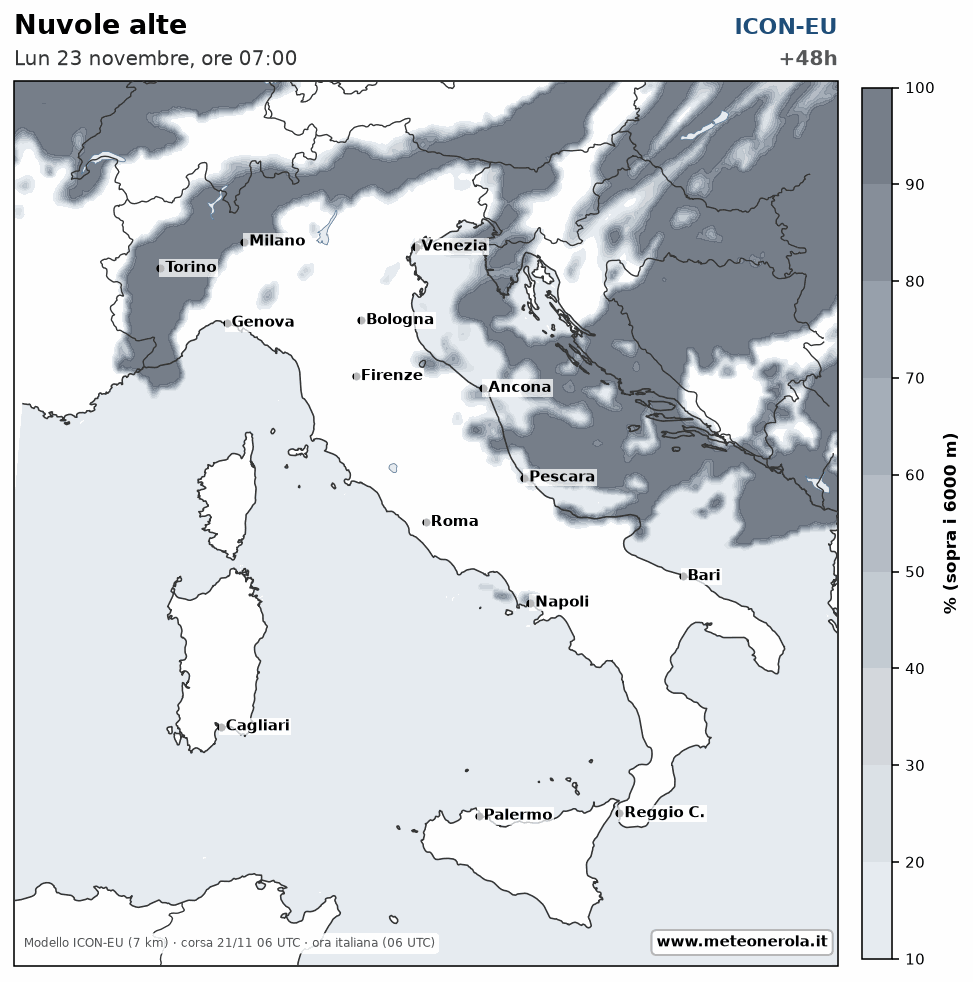 Nuvole alte
ICON-EU
Lun 23 novembre, ore 07:00
+48h
100
90
80
70
60
50
40
30
20
10
% (sopra i 6000 m)
Milano
Venezia
Torino
Genova
Bologna
Firenze
Ancona
Pescara
Roma
Bari
Napoli
Cagliari
Palermo
Reggio C.
Modello ICON-EU (7 km) · corsa 21/11 06 UTC · ora italiana (06 UTC)
www.meteonerola.it